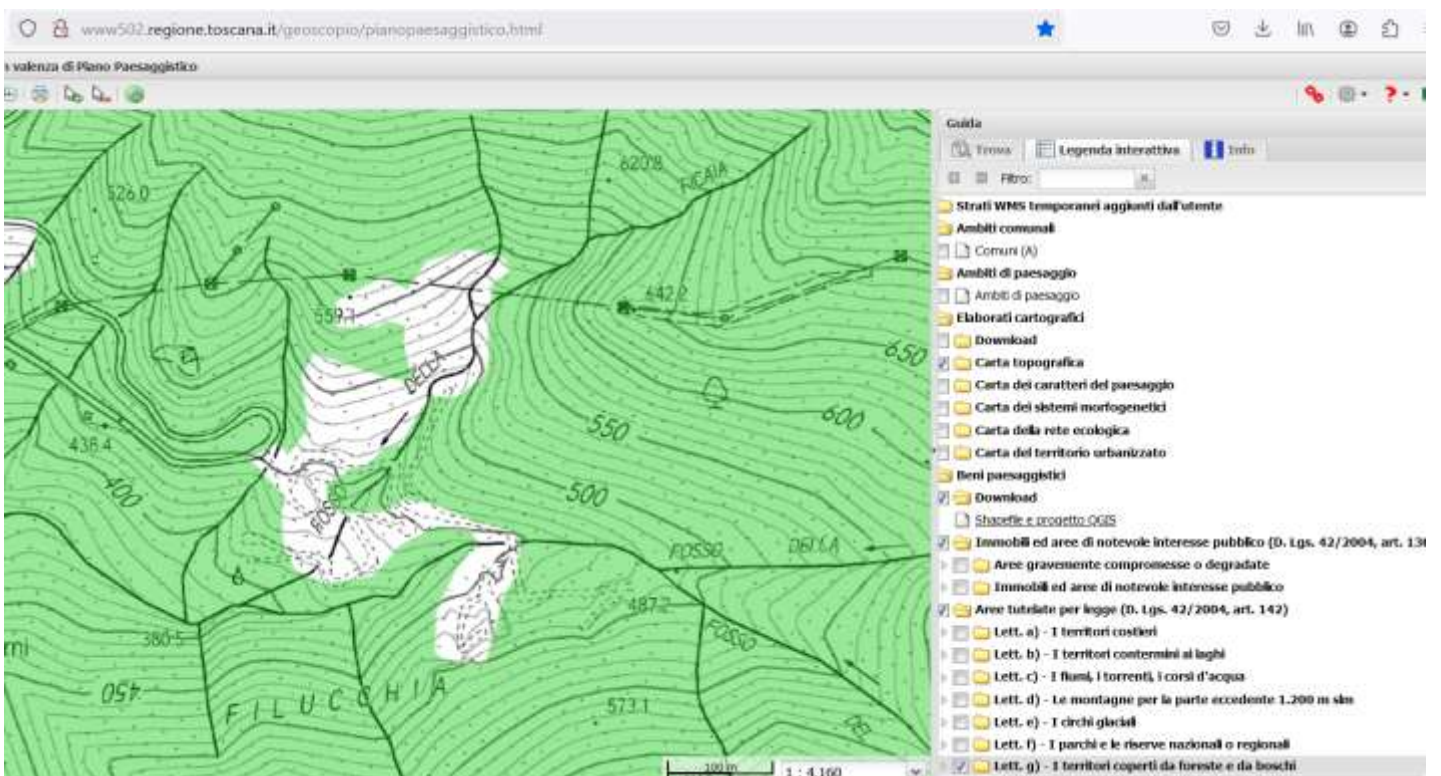 www502.regione.toscana.it/geoscopio/pianopaesaggistico.html
valenza di Piano Paesaggistico
Guida
Trova
Legenda interattiva
Info
Filtro:
Strati WMS temporanei aggiunti dall'utente
Ambiti comunali
Comuni (A)
Ambiti di paesaggio
Ambiti di paesaggio
Elaborati cartografici
Download
Carta topografica
Carta dei caratteri del paesaggio
Carta dei sistemi morfogenetici
Carta della rete ecologica
Carta del territorio urbanizzato
Beni paesaggistici
Download
Shapefile e progetto QGIS
Immobili ed aree di notevole interesse pubblico (D. Lgs. 42/2004, art. 136
Aree gravemente compromesse o degradate
Immobili ed aree di notevole interesse pubblico
Aree tutelate per legge (D. Lgs. 42/2004, art. 142)
Lett. a) - I territori costieri
Lett. b) - I territori contermini ai laghi
Lett. c) - I fiumi, i torrenti, i corsi d'acqua
Lett. d) - Le montagne per la parte eccedente 1.200 m slm
Lett. e) - I circhi glaciali
Lett. f) - I parchi e le riserve nazionali o regionali
Lett. g) - I territori coperti da foreste e da boschi
620.8
FICAIA
526.0
642.2
559.1
650
DELLA
600
550
438.4
400
500
FOSSO
FOSSO
DELLA
487.2
FOSSO
380.5
rni
450
FILUCCHIA
573.1
DEL
100 m
1 : 4.160